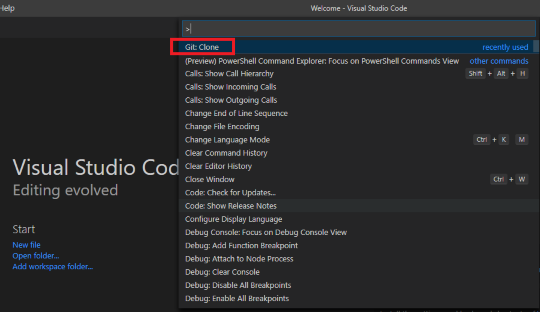 Help
Welcome - Visual Studio Code
>
Git: Clone recently used
(Preview) PowerShell Command Explorer: Focus on PowerShell Commands View other commands
Calls: Show Call Hierarchy Shift + Alt + H
Calls: Show Incoming Calls
Calls: Show Outgoing Calls
Change End of Line Sequence
Change File Encoding
Change Language Mode Ctrl + K M
Clear Command History
Clear Editor History
Close Window Ctrl + W
Code: Check for Updates...
Code: Show Release Notes
Configure Display Language
Debug Console: Focus on Debug Console View
Debug: Add Function Breakpoint
Debug: Attach to Node Process
Debug: Clear Console
Debug: Disable All Breakpoints
Debug: Enable All Breakpoints
Visual Studio Cod
Editing evolved
Start
New file
Open folder...
Add workspace folder...